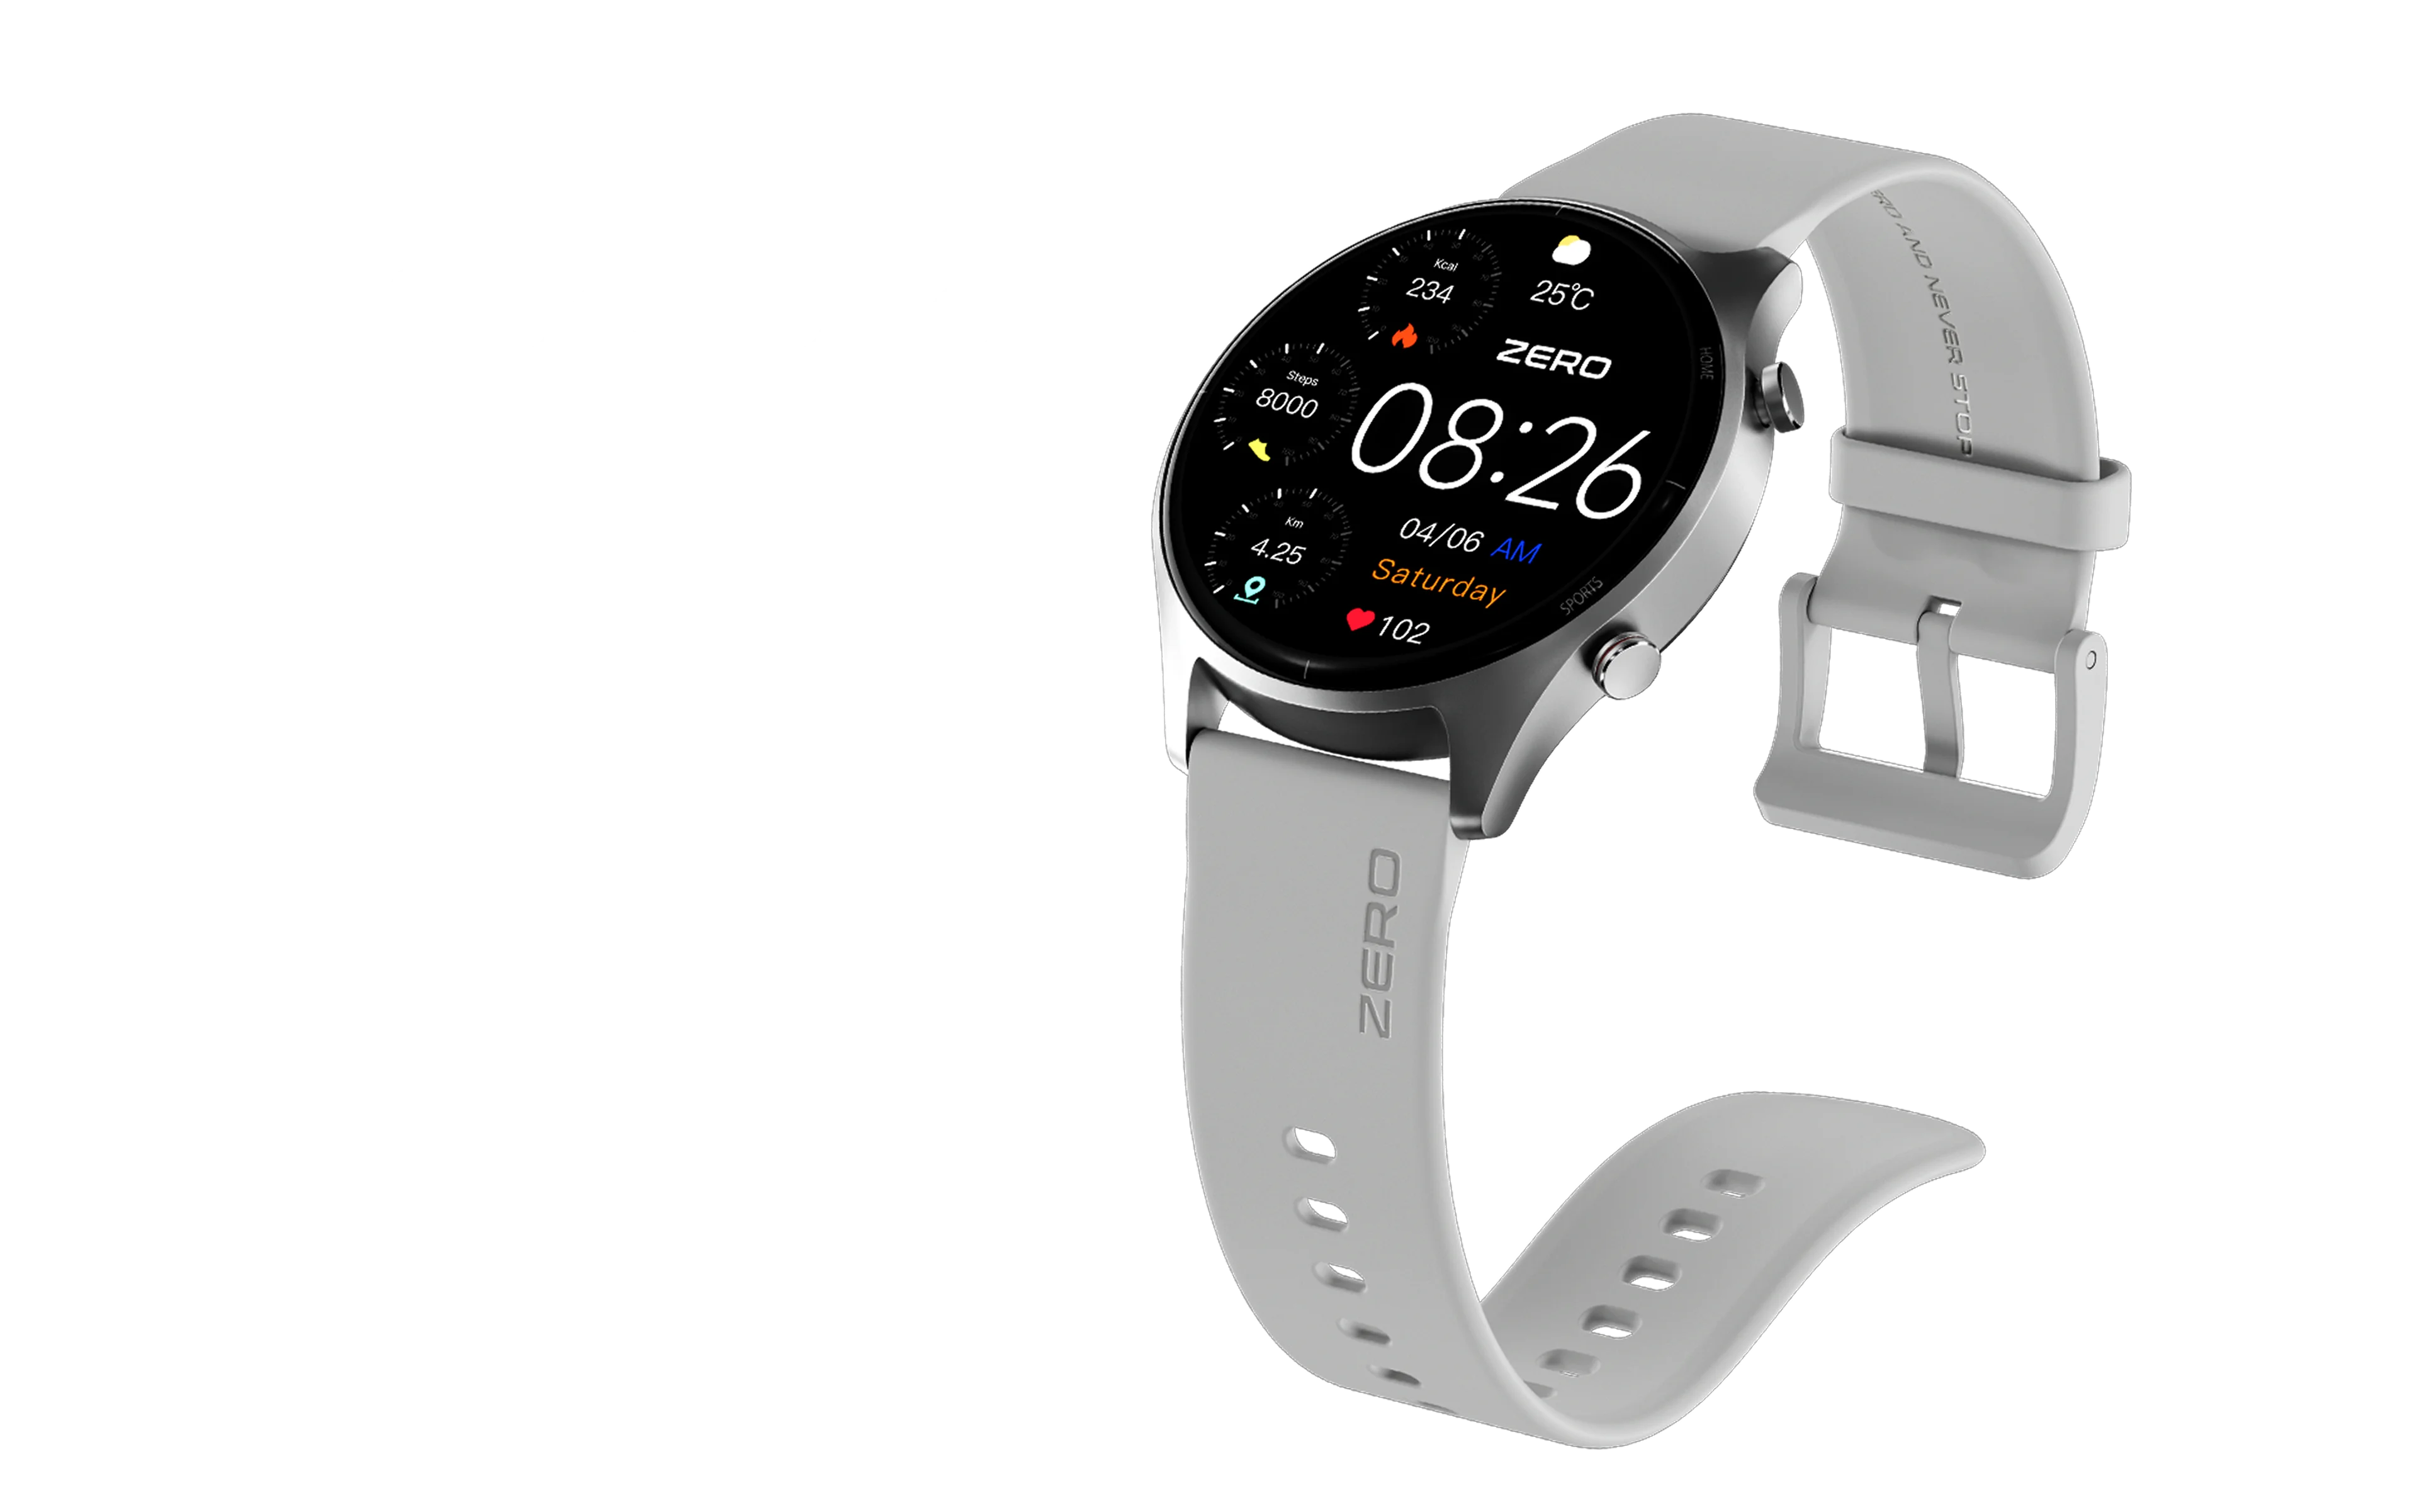 Kcal
234
25°C
ZERO
HOME
Steps
8000
08:26
Km
4.25
04/06 AM
Saturday
SPORTS
102
ZERO
AND NEVER STOP